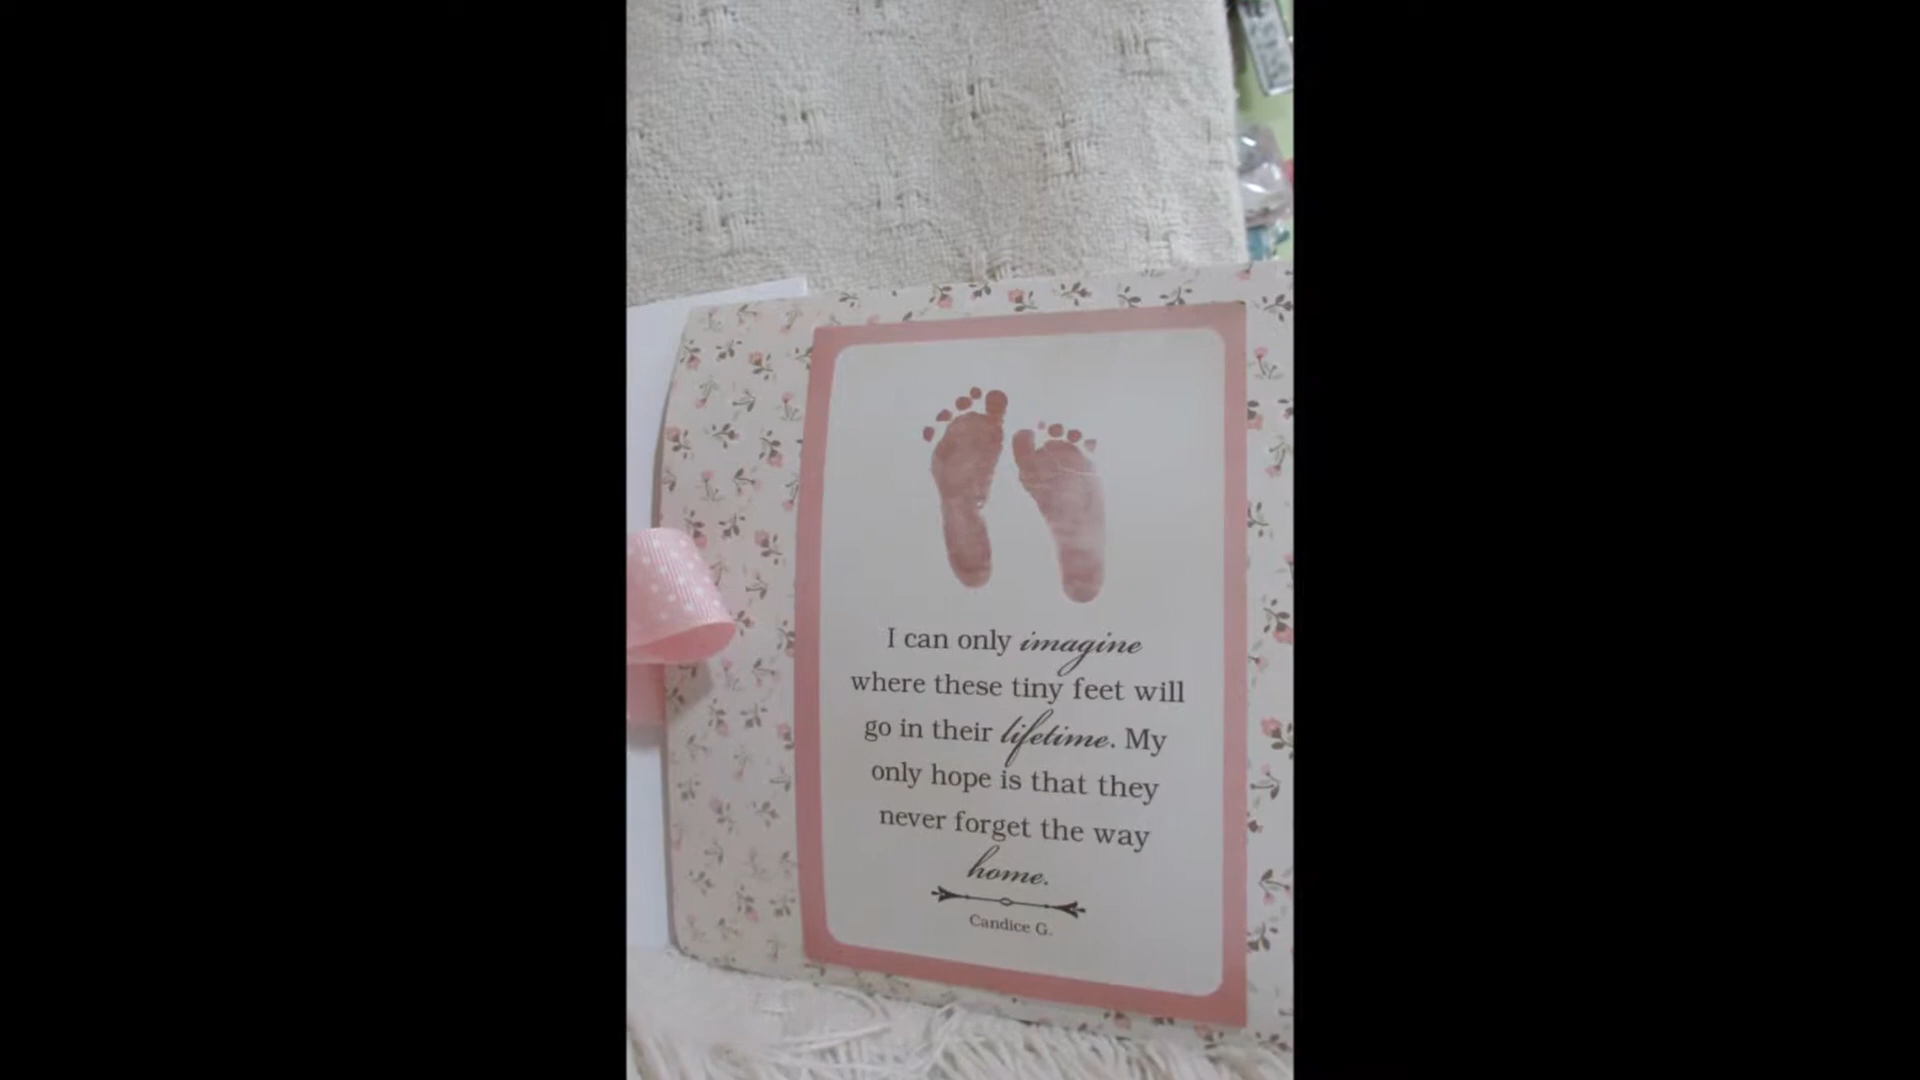 I can only imagine
where these tiny feet will
go in their lifetime. My
only hope is that they
never forget the way
home.
Candice G.